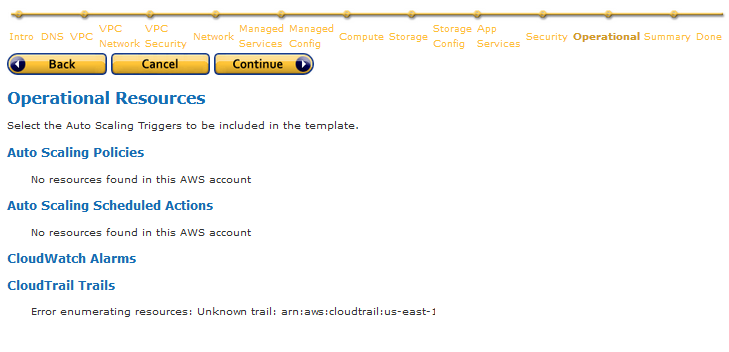 Intro DNS VPC VPC Network VPC Security Network Managed Services Managed Config Compute Storage Storage Config App Services Security Operational Summary Done
Back Cancel Continue
Operational Resources
Select the Auto Scaling Triggers to be included in the template.
Auto Scaling Policies
No resources found in this AWS account
Auto Scaling Scheduled Actions
No resources found in this AWS account
CloudWatch Alarms
CloudTrail Trails
Error enumerating resources: Unknown trail: arn:aws:cloudtrail:us-east-1